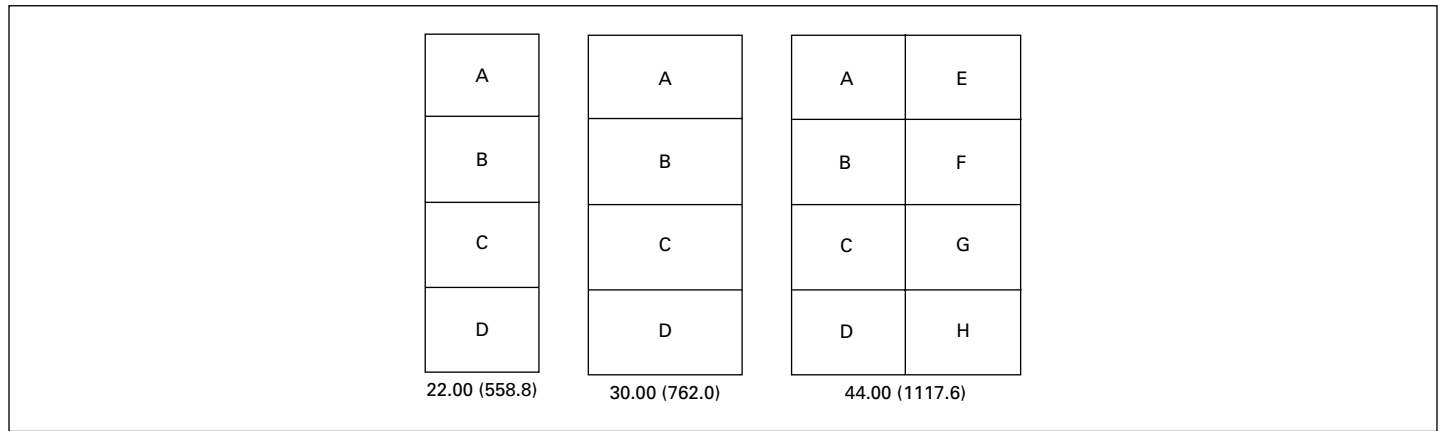 A
B
C
D
22.00 (558.8)
A
B
C
D
30.00 (762.0)
A E
B F
C G
D H
44.00 (1117.6)